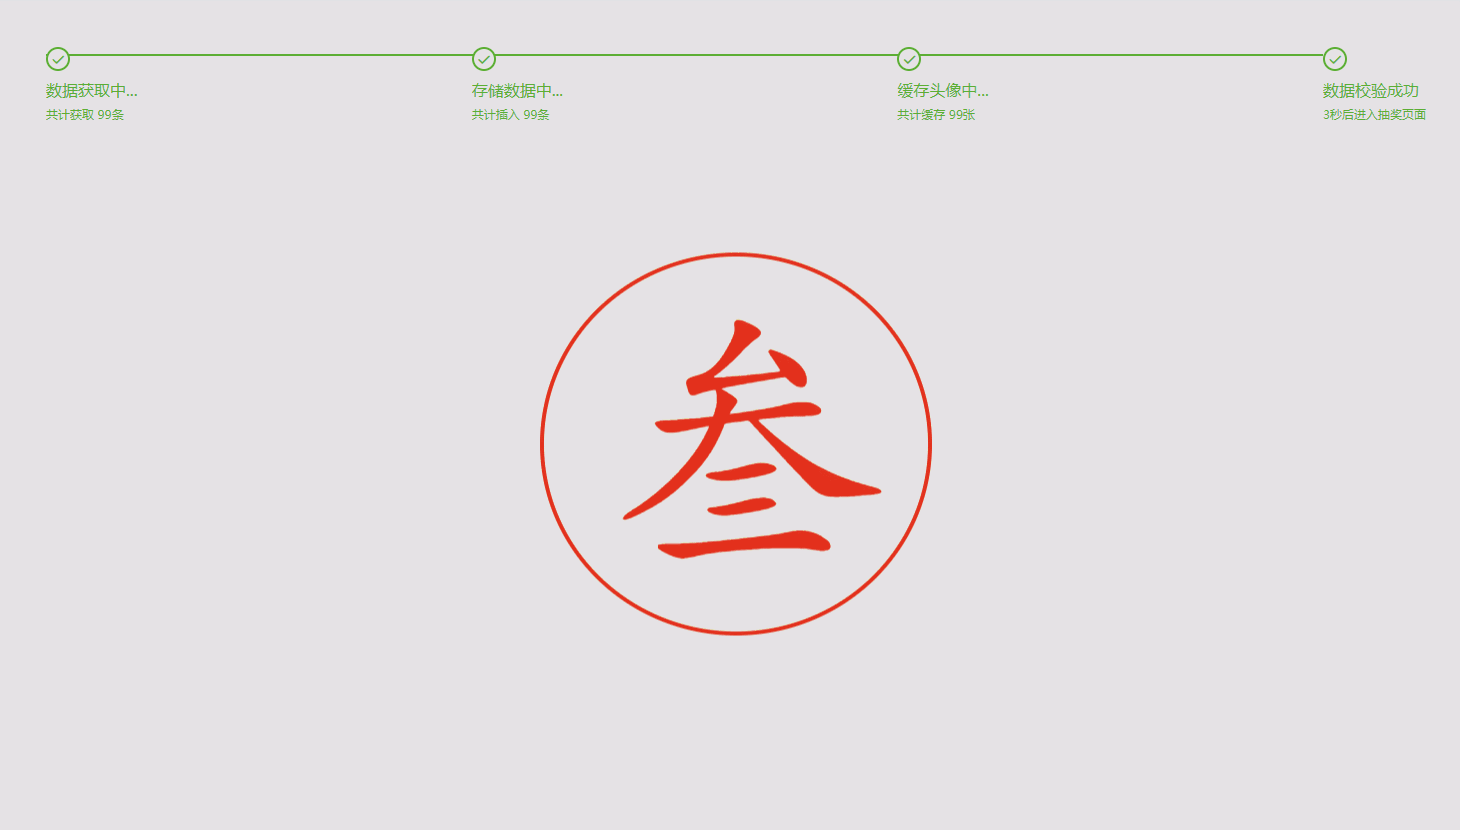 数据获取中...
共计获取 99条
存储数据中...
共计插入 99条
缓存头像中...
共计缓存 99张
数据校验成功
3秒后进入抽奖页面
叁